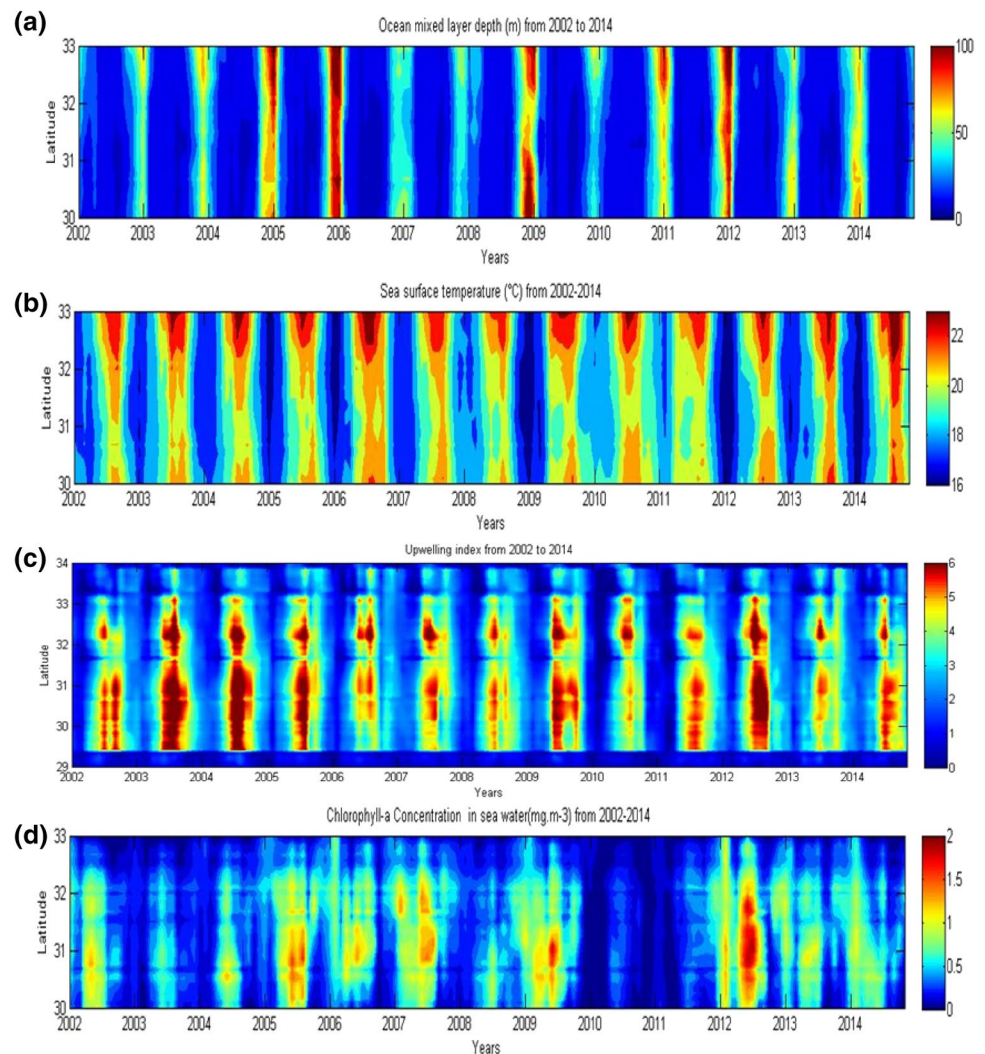 (a)
Ocean mixed layer depth (m) from 2002 to 2014
33
32
31
30
Latitude
2002 2003 2004 2005 2006 2007 2008 2009 2010 2011 2012 2013 2014
Years
100
50
0
(b)
Sea surface temperature (°C) from 2002-2014
33
32
31
30
Latitude
2002 2003 2004 2005 2006 2007 2008 2009 2010 2011 2012 2013 2014
Years
22
20
18
16
(c)
Upwelling index from 2002 to 2014
34
33
32
31
30
29
Latitude
2002 2003 2004 2005 2006 2007 2008 2009 2010 2011 2012 2013 2014
Years
6
5
4
3
2
1
0
(d)
Chlorophyll-a Concentration in sea water(mg.m-3) from 2002-2014
33
32
31
30
Latitude
2002 2003 2004 2005 2006 2007 2008 2009 2010 2011 2012 2013 2014
Years
2
1.5
1
0.5
0